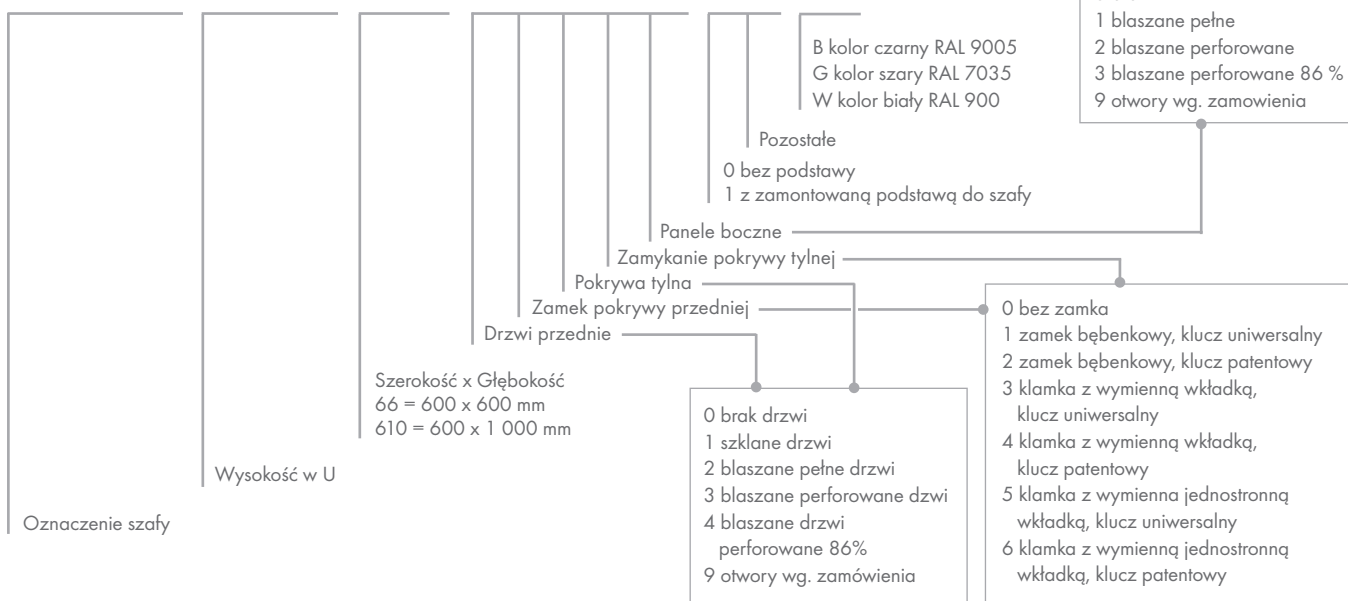 1 blaszane pełne
2 blaszane perforowane
3 blaszane perforowane 86 %
9 otwory wg. zamowienia
B kolor czarny RAL 9005
G kolor szary RAL 7035
W kolor biały RAL 900
Pozostałe
0 bez podstawy
1 z zamontowaną podstawą do szafy
Panele boczne
Zamykanie pokrywy tylnej
Pokrywa tylna
Zamek pokrywy przedniej
Drzwi przednie
Szerokość x Głębokość
66 = 600 x 600 mm
610 = 600 x 1 000 mm
Wysokość w U
Oznaczenie szafy
0 brak drzwi
1 szklane drzwi
2 blaszane pełne drzwi
3 blaszane perforowane dzwi
4 blaszane drzwi
perforowane 86%
9 otwory wg. zamówienia
0 bez zamka
1 zamek bębenkowy, klucz uniwersalny
2 zamek bębenkowy, klucz patentowy
3 klamka z wymienną wkładką,
klucz uniwersalny
4 klamka z wymienną wkładką,
klucz patentowy
5 klamka z wymienna jednostronną
wkładką, klucz uniwersalny
6 klamka z wymienną jednostronną
wkładką, klucz patentowy